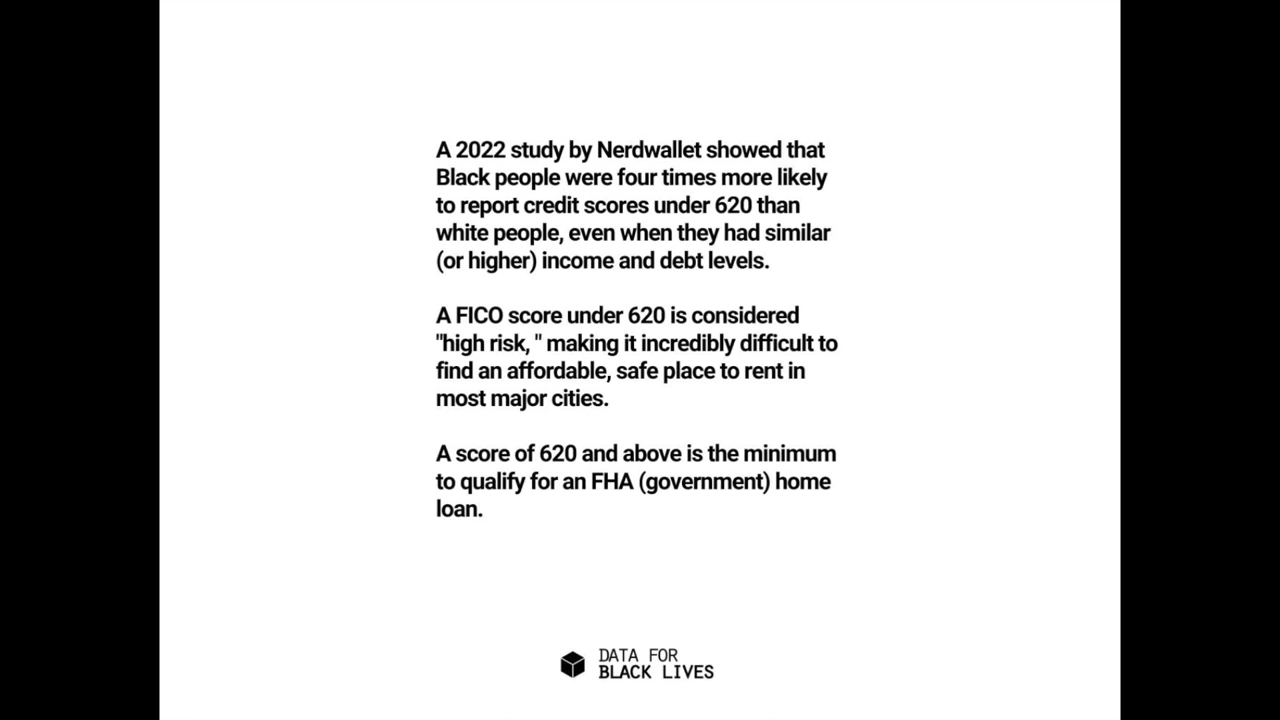 A 2022 study by Nerdwallet showed that
Black people were four times more likely
to report credit scores under 620 than
white people, even when they had similar
(or higher) income and debt levels.
A FICO score under 620 is considered
"high risk, " making it incredibly difficult to
find an affordable, safe place to rent in
most major cities.
A score of 620 and above is the minimum
to qualify for an FHA (government) home
loan.
DATA FOR
BLACK LIVES